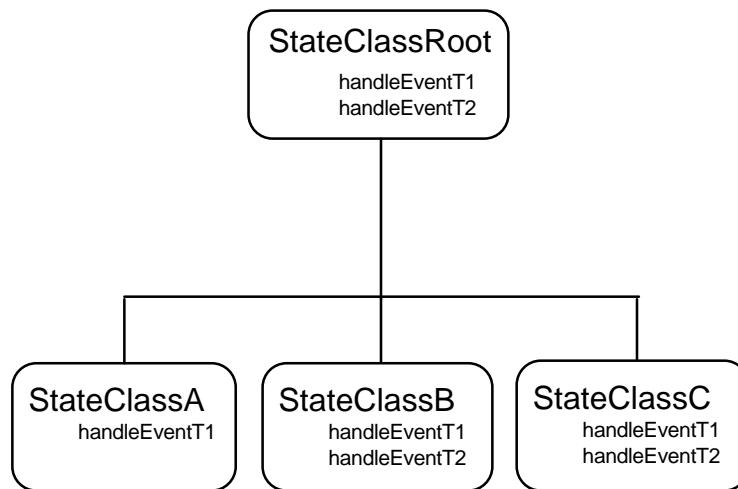 StateClassRoot
handleEventT1
handleEventT2
StateClassA
handleEventT1
StateClassB
handleEventT1
handleEventT2
StateClassC
handleEventT1
handleEventT2